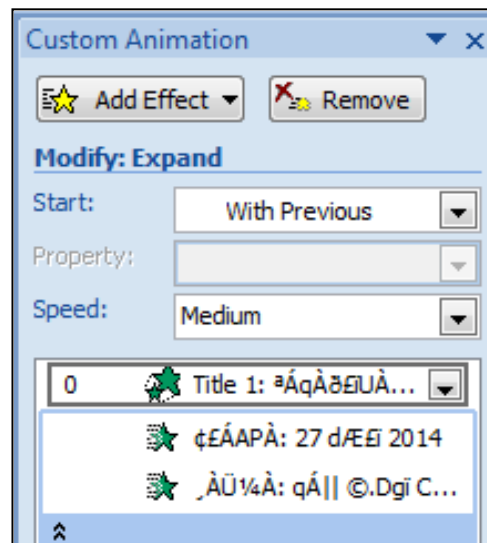 Custom Animation
Add Effect Remove
Modify: Expand
Start: With Previous
Property:
Speed: Medium
0 Title 1: ªÁqÀð£ïUÀ...
¢£ÁAPÀ: 27 dÆ£ï 2014
¸ÀÜ¼À: qÁ|| ©.Dgï C...